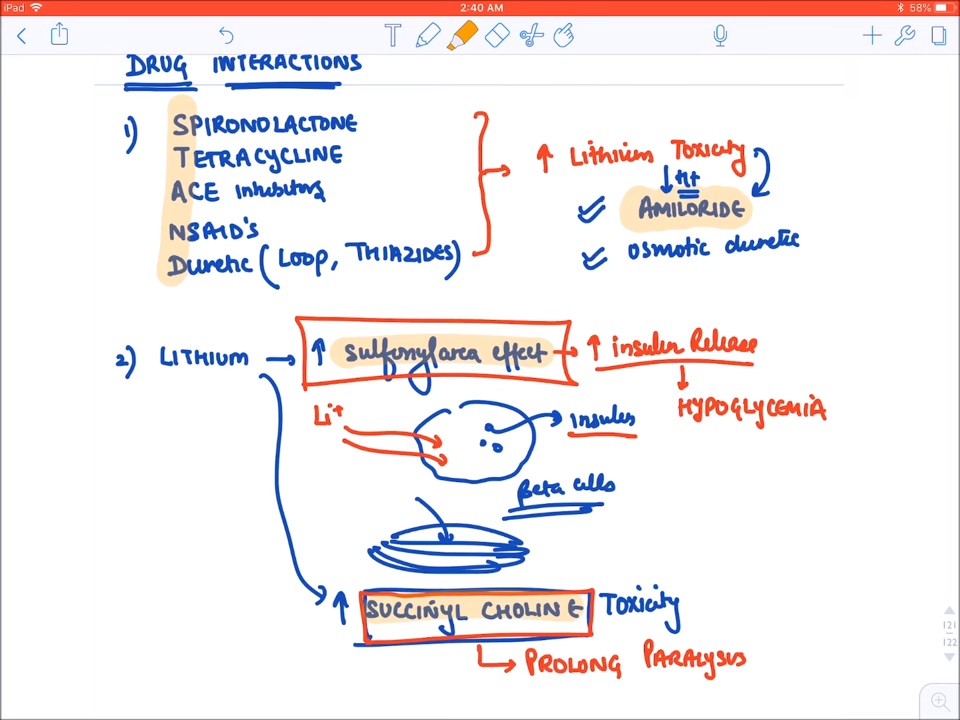 iPad
2:40 AM
58%
DRUG INTERACTIONS
1) SPIRONOLACTONE
TETRACYCLINE
ACE inhibitors
NSAID'S
Diuretic (LOOP, THIAZIDES)
↑ Lithium Toxicity
↓ Rx
✓ AMILORIDE
✓ osmotic diuretic
2) LITHIUM → ↑ sulfonylarea effect → ↑ insulin Release
↓
HYPOGLYCEMIA
Li+
Insulin
Beta cells
↑ SUCCINYL CHOLINE Toxicity
→ PROLONG PARALYSIS
121
122